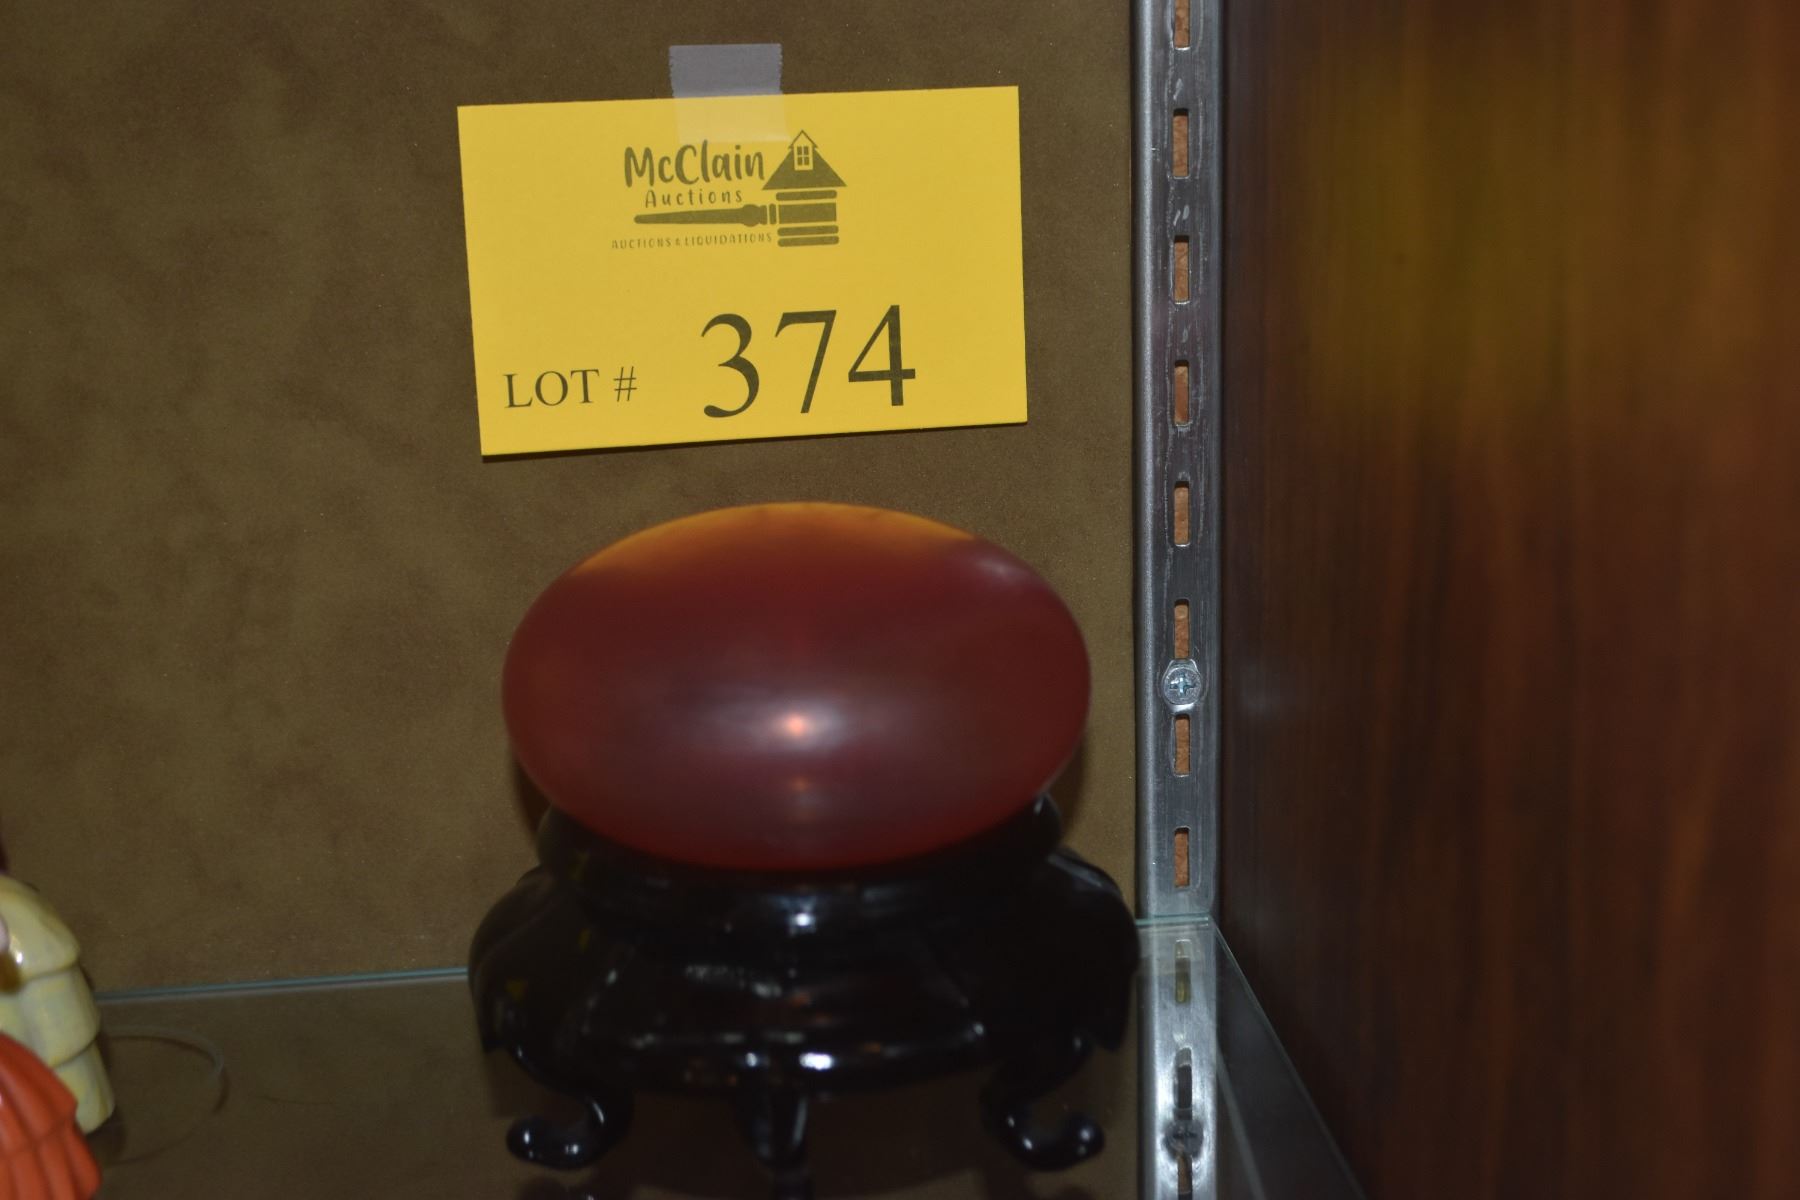 McClain
Auctions
AUCTIONS & LIQUIDATIONS
LOT # 374